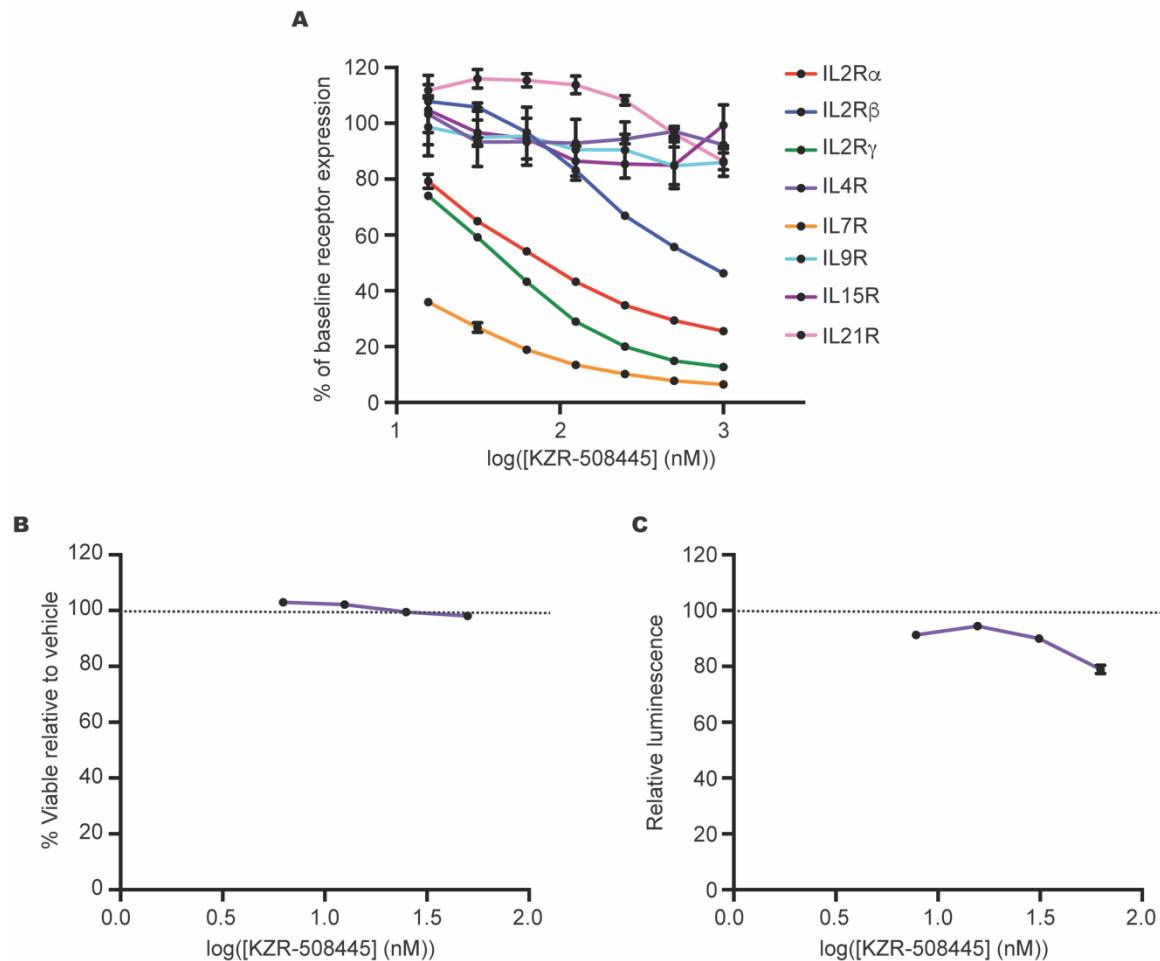 A
% of baseline receptor expression
120
100
80
60
40
20
0
1
2
3
log([KZR-508445] (nM))
IL2Rα
IL2Rβ
IL2Rγ
IL4R
IL7R
IL9R
IL15R
IL21R
B
% Viable relative to vehicle
120
100
80
60
40
20
0
0.0
0.5
1.0
1.5
2.0
log([KZR-508445] (nM))
C
Relative luminescence
120
100
80
60
40
20
0
0.0
0.5
1.0
1.5
2.0
log([KZR-508445] (nM))